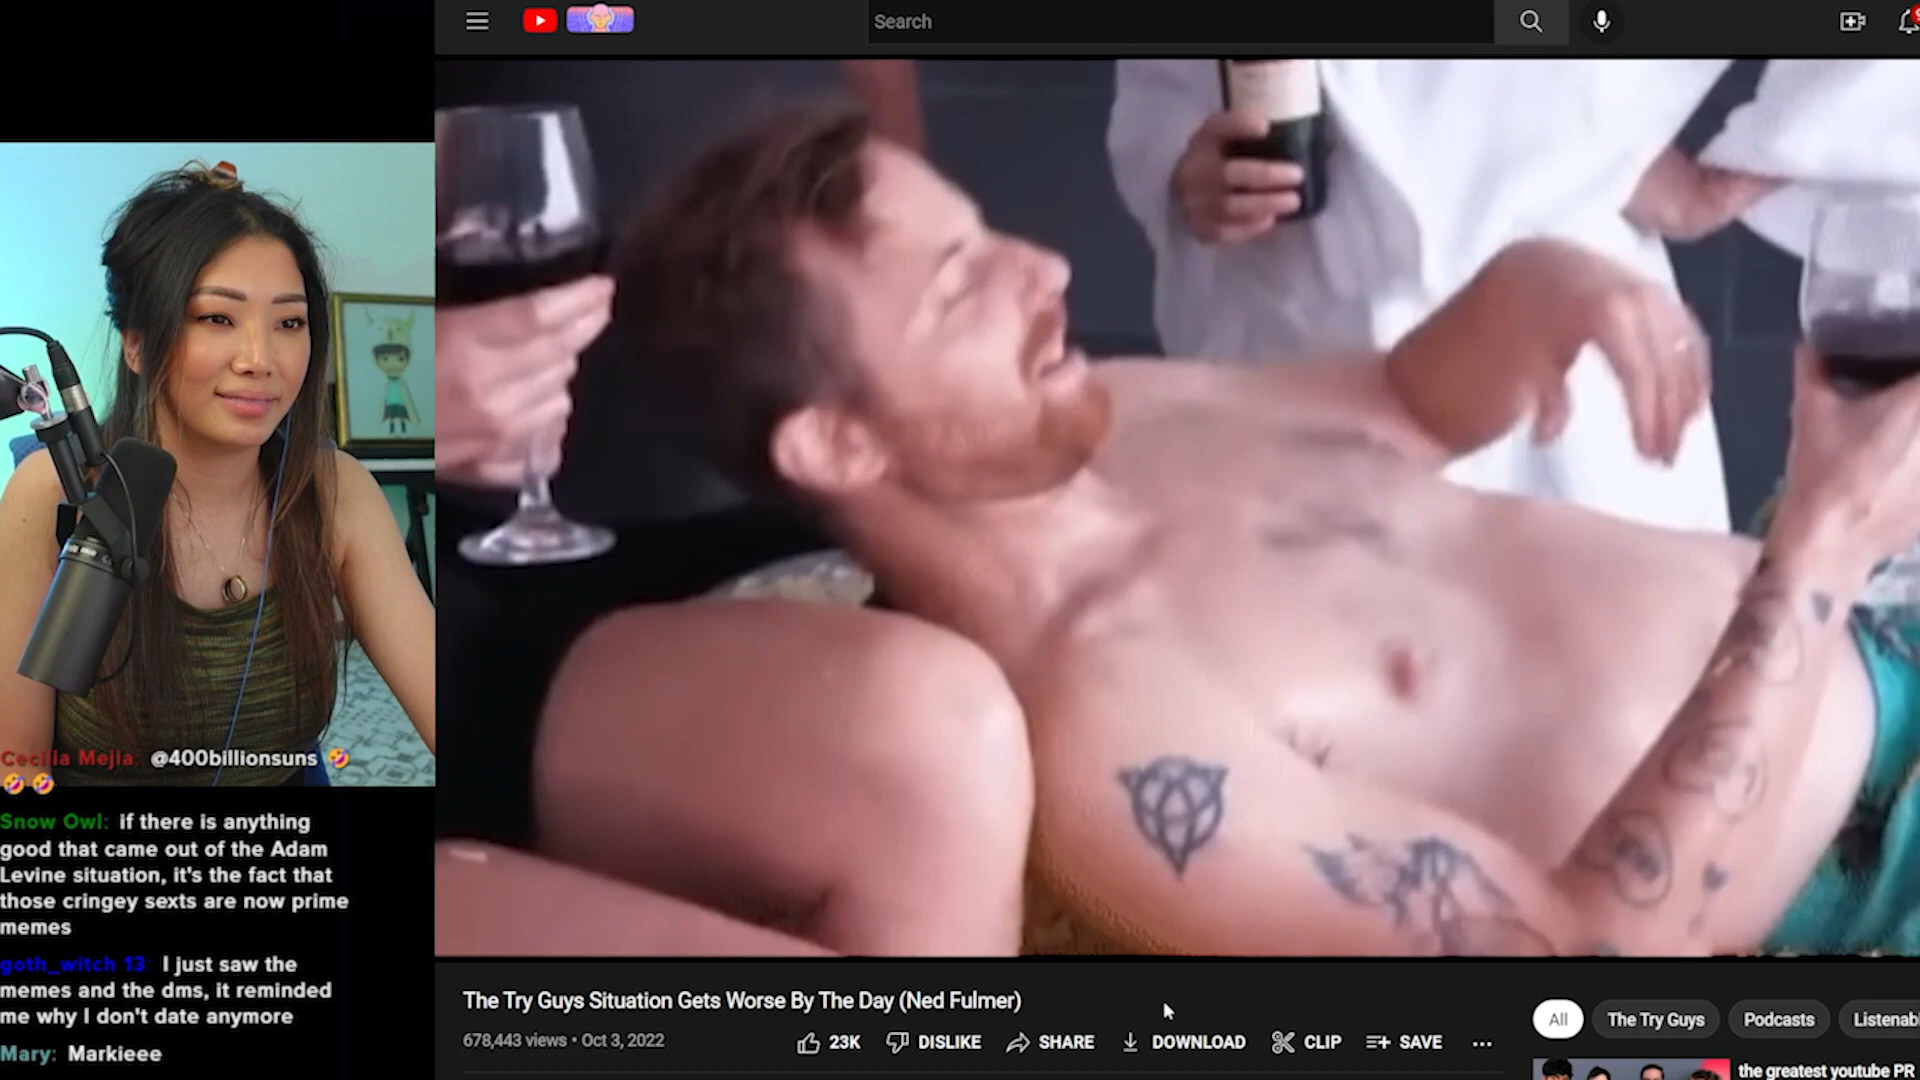 Search
9
Cecilia Mejia: @400billionsuns 🤣
🤣 🤣
Snow Owl: if there is anything
good that came out of the Adam
Levine situation, it's the fact that
those cringey sexts are now prime
memes
goth_witch 13: I just saw the
memes and the dms, it reminded
me why I don't date anymore
Mary: Markieee
The Try Guys Situation Gets Worse By The Day (Ned Fulmer)
678,443 views • Oct 3, 2022
23K
DISLIKE
SHARE
DOWNLOAD
CLIP
SAVE
...
All
The Try Guys
Podcasts
Listenabl
the greatest youtube PR